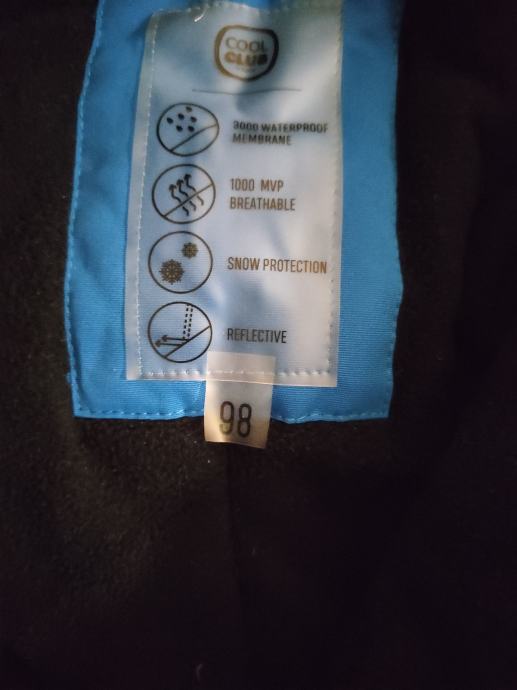 COOL
CLUB
3000 WATERPROOF
MEMBRANE
1000 MVP
BREATHABLE
SNOW PROTECTION
REFLECTIVE
98